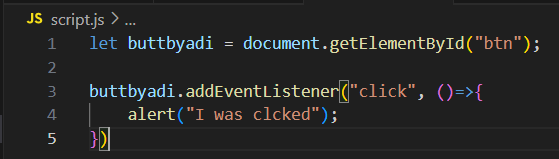 JS script.js > ...
1 let buttbyadi = document.getElementById("btn");
2
3 buttbyadi.addEventListener("click", ()=>{
4 alert("I was clcked");
5 })